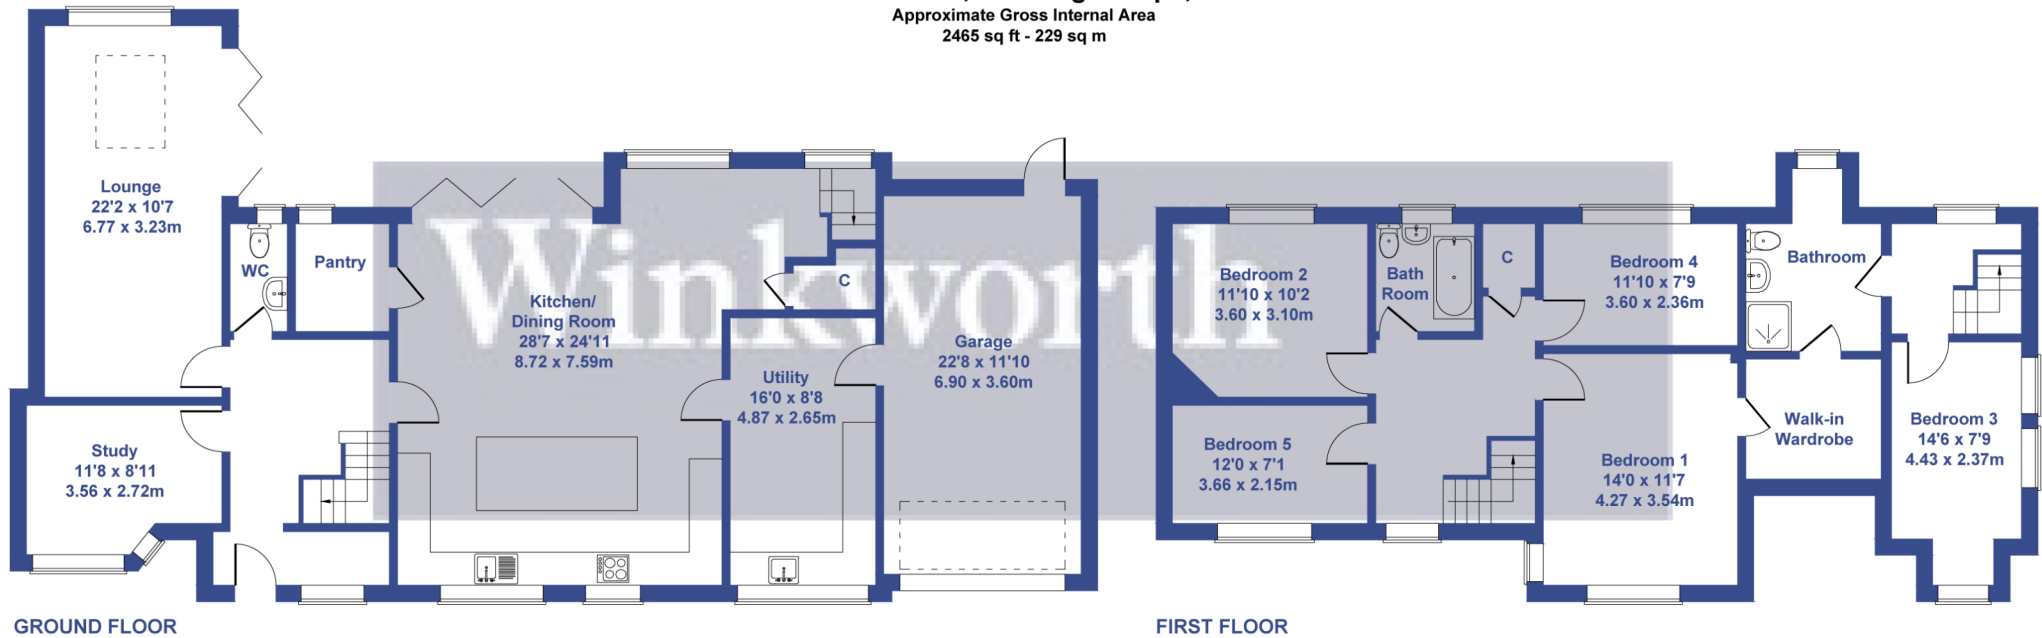 Approximate Gross Internal Area
2465 sq ft - 229 sq m
Lounge
22'2 x 10'7
6.77 x 3.23m
WC
Pantry
Kitchen/
Dining Room
28'7 x 24'11
8.72 x 7.59m
C
Utility
16'0 x 8'8
4.87 x 2.65m
Garage
22'8 x 11'10
6.90 x 3.60m
Study
11'8 x 8'11
3.56 x 2.72m
GROUND FLOOR
Winkworth
Bedroom 2
11'10 x 10'2
3.60 x 3.10m
Bath
Room
C
Bedroom 4
11'10 x 7'9
3.60 x 2.36m
Bathroom
Bedroom 5
12'0 x 7'1
3.66 x 2.15m
Bedroom 1
14'0 x 11'7
4.27 x 3.54m
Walk-in
Wardrobe
Bedroom 3
14'6 x 7'9
4.43 x 2.37m
FIRST FLOOR